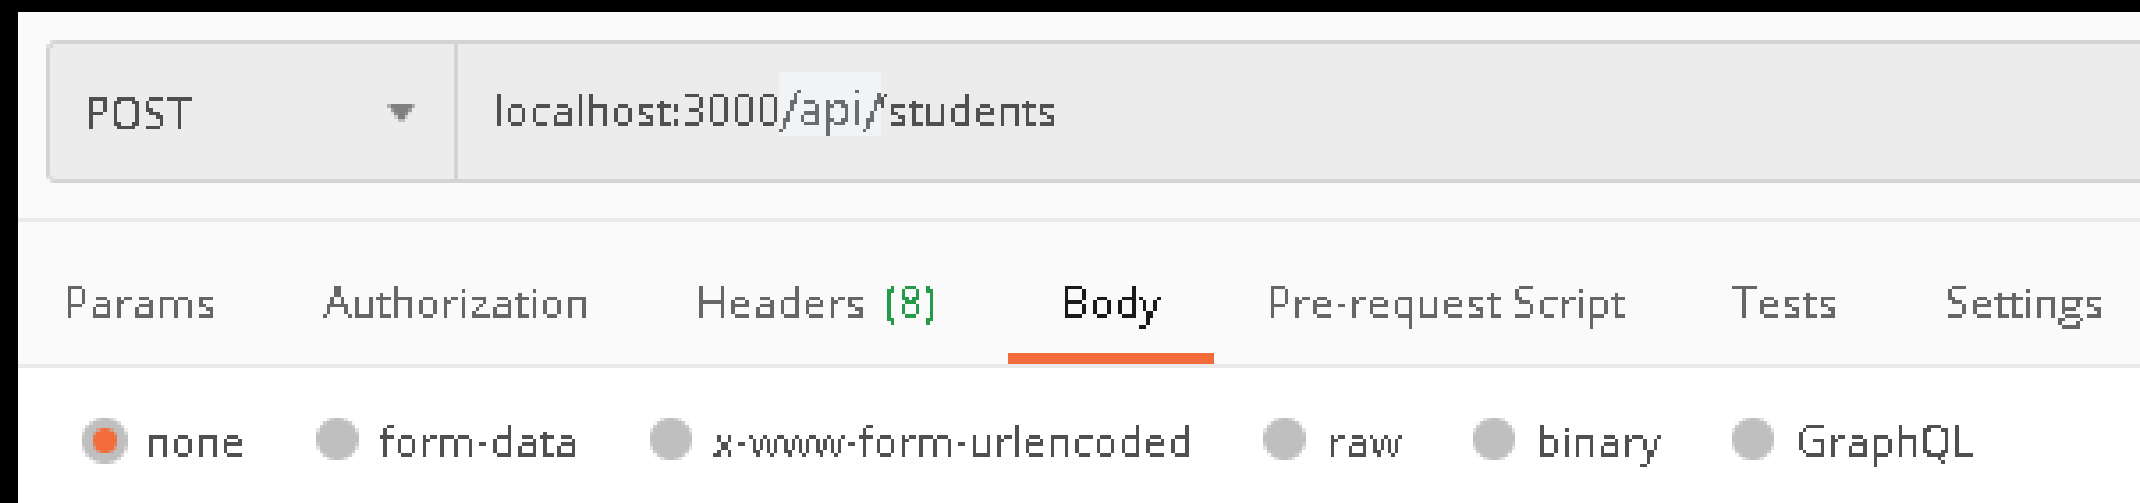 POST localhost:3000/api/students
Params Authorization Headers (8) Body Pre-request Script Tests Settings
none form-data x-www-form-urlencoded raw binary GraphQL